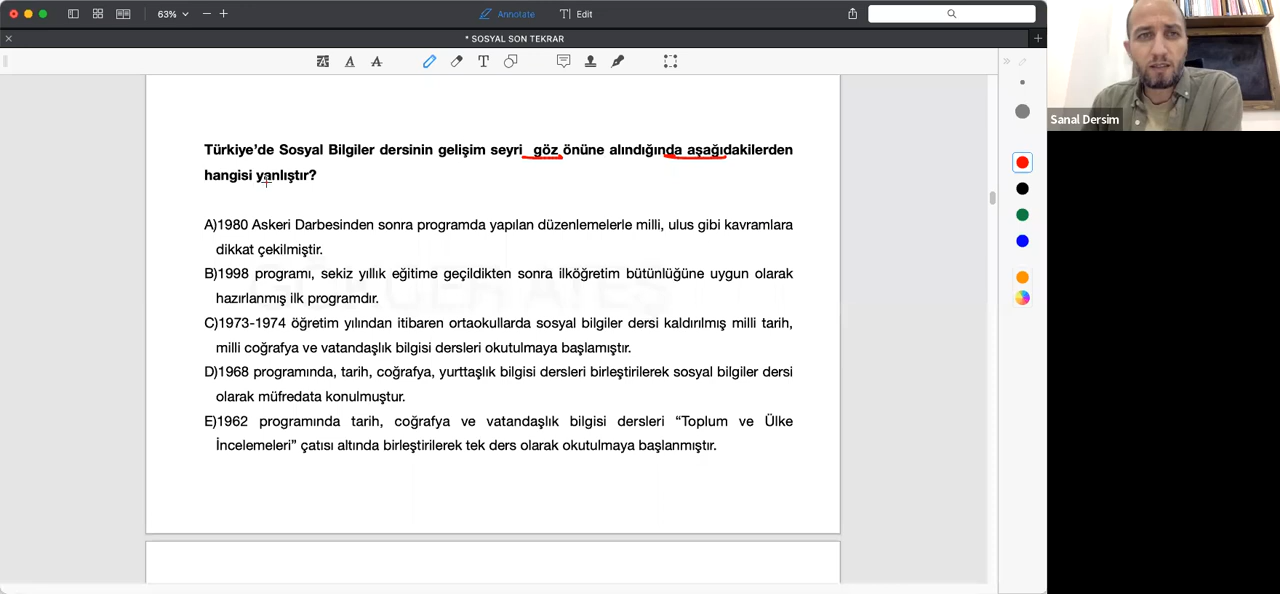 63%
Annotate
Edit
* SOSYAL SON TEKRAR
Türkiye’de Sosyal Bilgiler dersinin gelişim seyri göz önüne alındığında aşağıdakilerden
hangisi yanlıştır?
A)1980 Askeri Darbesinden sonra programda yapılan düzenlemelerle milli, ulus gibi kavramlara
dikkat çekilmiştir.
B)1998 programı, sekiz yıllık eğitime geçildikten sonra ilköğretim bütünlüğüne uygun olarak
hazırlanmış ilk programdır.
C)1973-1974 öğretim yılından itibaren ortaokullarda sosyal bilgiler dersi kaldırılmış milli tarih,
milli coğrafya ve vatandaşlık bilgisi dersleri okutulmaya başlamıştır.
D)1968 programında, tarih, coğrafya, yurttaşlık bilgisi dersleri birleştirilerek sosyal bilgiler dersi
olarak müfredata konulmuştur.
E)1962 programında tarih, coğrafya ve vatandaşlık bilgisi dersleri “Toplum ve Ülke
İncelemeleri” çatısı altında birleştirilerek tek ders olarak okutulmaya başlanmıştır.
Sanal Dersim